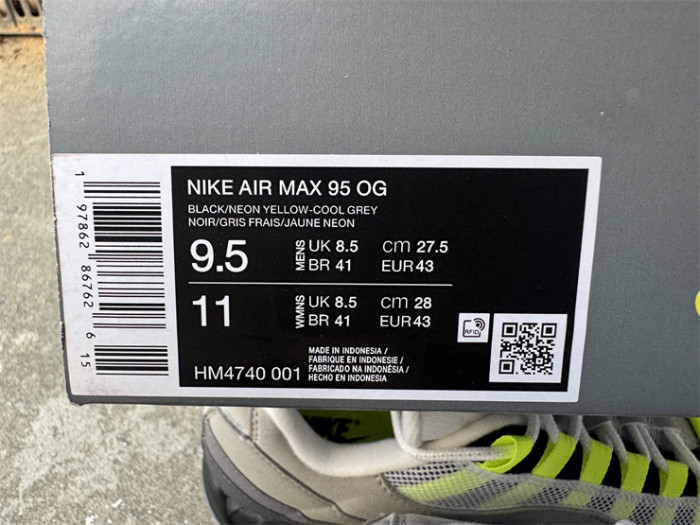 NIKE AIR MAX 95 OG
BLACK/NEON YELLOW-COOL GREY
NOIR/GRIS FRAIS/JAUNE NEON
9.5 MENS UK 8.5 cm 27.5
BR 41 EUR 43
11 WMNS UK 8.5 cm 28
BR 41 EUR 43
RFID
MADE IN INDONESIA /
FABRIQUE EN INDONESIE /
FABRICADO NA INDONÉSIA /
HECHO EN INDONESIA
HM4740 001
1 97862 86762 6 15
NIKE